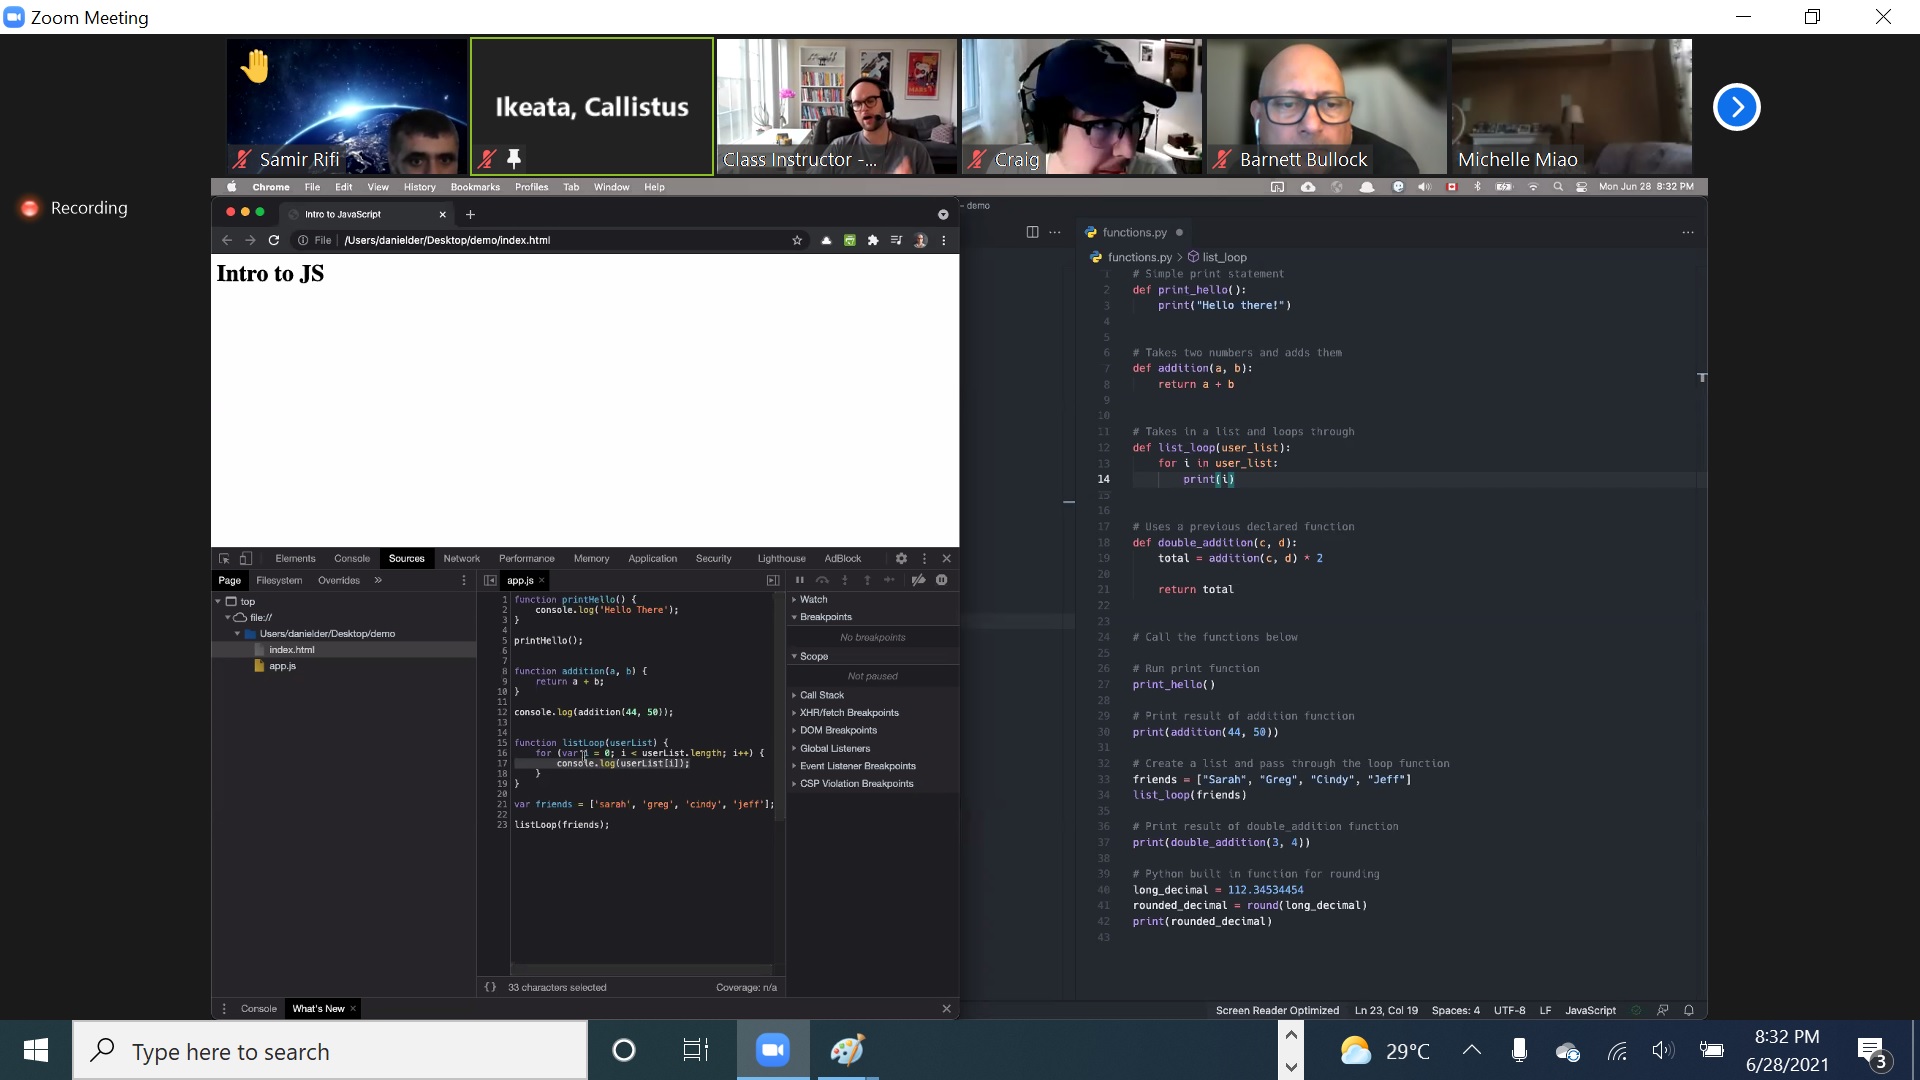 Zoom Meeting
Samir Rifi
Ikeata, Callistus
Class Instructor -...
Craig
Barnett Bullock
Michelle Miao
Recording
Chrome File Edit View History Bookmarks Profiles Tab Window Help
Mon Jun 28 8:32 PM
Intro to JavaScript
File /Users/danielder/Desktop/demo/index.html
Intro to JS
Elements Console Sources Network Performance Memory Application Security Lighthouse AdBlock
Page Filesystem Overrides »
app.js
top
file://
Users/danielder/Desktop/demo
index.html
app.js
1 function printHello() {
2 console.log('Hello There');
3 }
4
5 printHello();
6
7
8 function addition(a, b) {
9 return a + b;
10 }
11
12 console.log(addition(44, 50));
13
14
15 function listLoop(userList) {
16 for (var i = 0; i < userList.length; i++) {
17 console.log(userList[i]);
18 }
19 }
20
21 var friends = ['sarah', 'greg', 'cindy', 'jeff'];
22
23 listLoop(friends);
Watch
Breakpoints
No breakpoints
Scope
Not paused
Call Stack
XHR/fetch Breakpoints
DOM Breakpoints
Global Listeners
Event Listener Breakpoints
CSP Violation Breakpoints
{} 33 characters selected
Coverage: n/a
Console What's New
- demo
functions.py
functions.py > list_loop
1 # Simple print statement
2 def print_hello():
3 print("Hello there!")
4
5
6 # Takes two numbers and adds them
7 def addition(a, b):
8 return a + b
9
10
11 # Takes in a list and loops through
12 def list_loop(user_list):
13 for i in user_list:
14 print(i)
15
16
17 # Uses a previous declared function
18 def double_addition(c, d):
19 total = addition(c, d) * 2
20
21 return total
22
23
24 # Call the functions below
25
26 # Run print function
27 print_hello()
28
29 # Print result of addition function
30 print(addition(44, 50))
31
32 # Create a list and pass through the loop function
33 friends = ["Sarah", "Greg", "Cindy", "Jeff"]
34 list_loop(friends)
35
36 # Print result of double_addition function
37 print(double_addition(3, 4))
38
39 # Python built in function for rounding
40 long_decimal = 112.34534454
41 rounded_decimal = round(long_decimal)
42 print(rounded_decimal)
43
Screen Reader Optimized Ln 23, Col 19 Spaces: 4 UTF-8 LF JavaScript
Type here to search
29°C
8:32 PM
6/28/2021
3